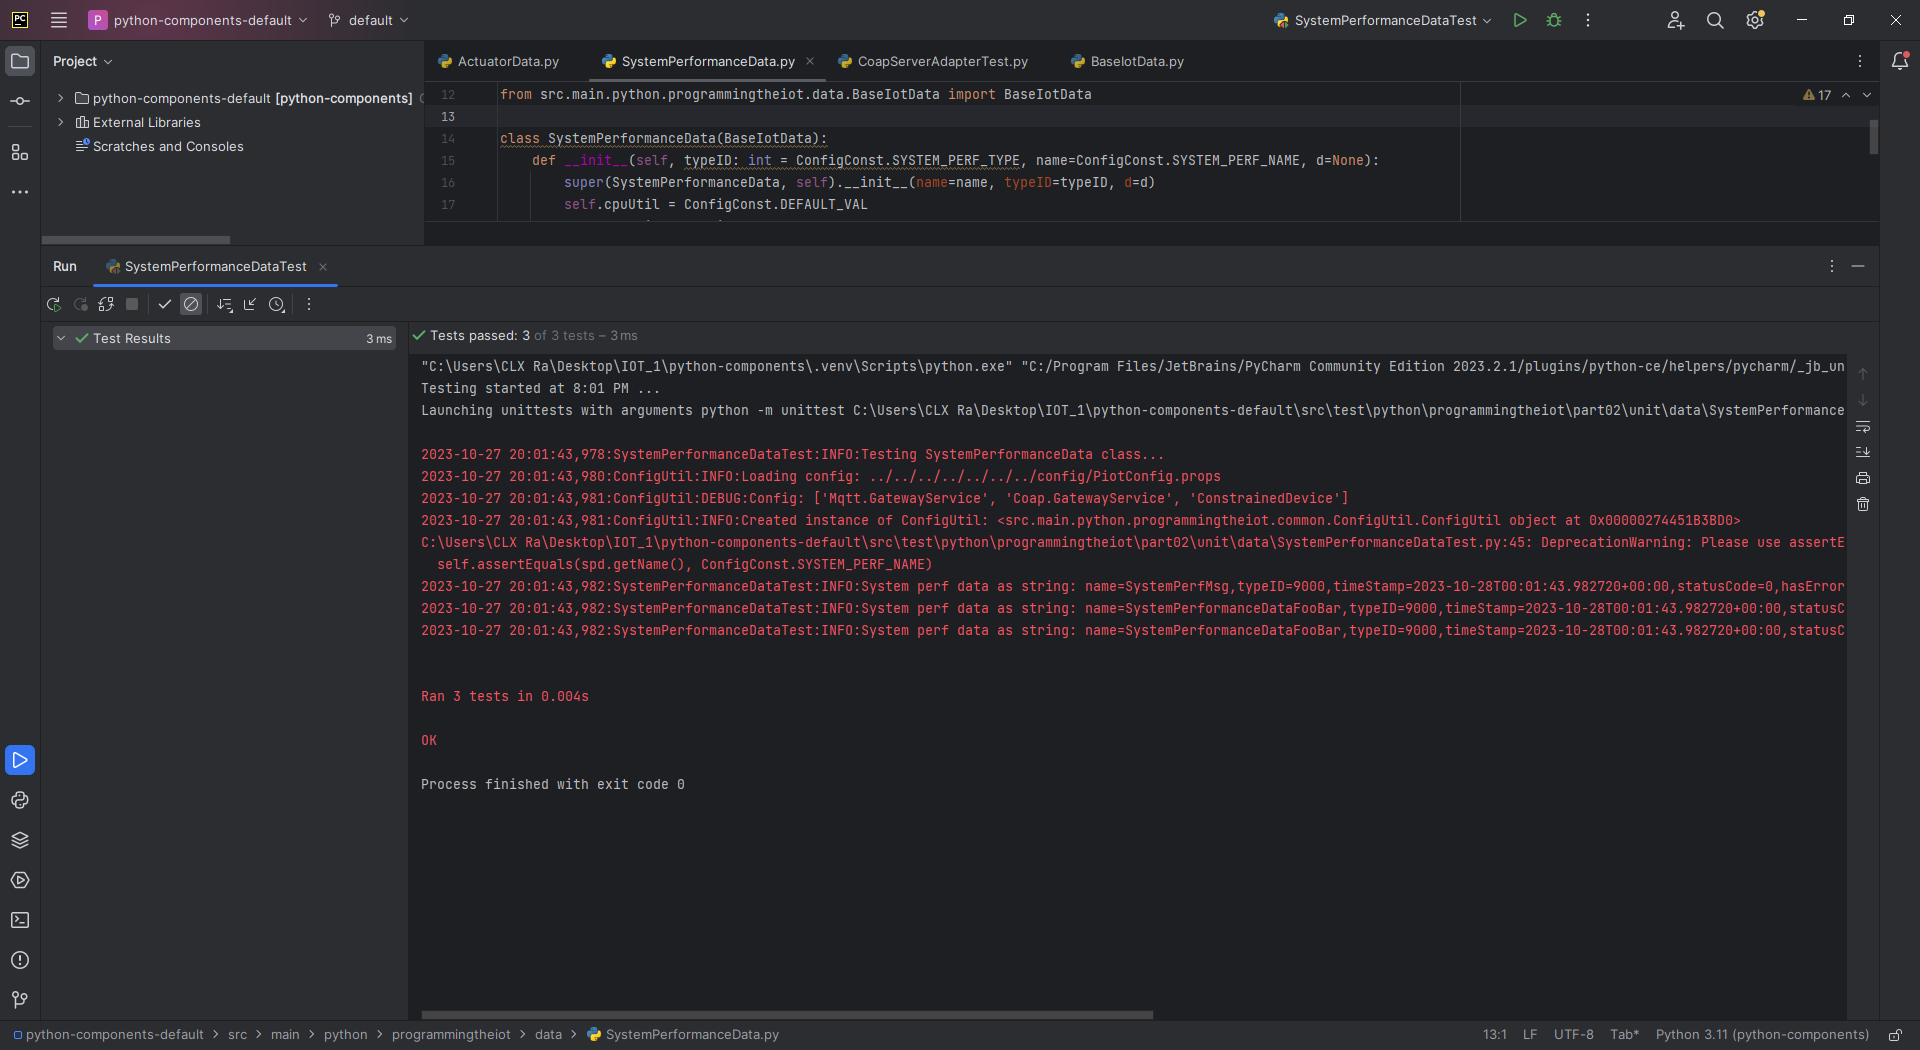 PC
P python-components-default
default
SystemPerformanceDataTest
Project
ActuatorData.py
SystemPerformanceData.py
CoapServerAdapterTest.py
BaseIotData.py
python-components-default [python-components]
External Libraries
Scratches and Consoles
12 from src.main.python.programmingtheiot.data.BaseIotData import BaseIotData
17
13
14 class SystemPerformanceData(BaseIotData):
15 def __init__(self, typeID: int = ConfigConst.SYSTEM_PERF_TYPE, name=ConfigConst.SYSTEM_PERF_NAME, d=None):
16 super(SystemPerformanceData, self).__init__(name=name, typeID=typeID, d=d)
17 self.cpuUtil = ConfigConst.DEFAULT_VAL
Run
SystemPerformanceDataTest
Test Results 3 ms
Tests passed: 3 of 3 tests – 3 ms
"C:\Users\CLX Ra\Desktop\IOT_1\python-components\.venv\Scripts\python.exe" "C:/Program Files/JetBrains/PyCharm Community Edition 2023.2.1/plugins/python-ce/helpers/pycharm/_jb_un
Testing started at 8:01 PM ...
Launching unittests with arguments python -m unittest C:\Users\CLX Ra\Desktop\IOT_1\python-components-default\src\test\python\programmingtheiot\part02\unit\data\SystemPerformance
2023-10-27 20:01:43,978:SystemPerformanceDataTest:INFO:Testing SystemPerformanceData class...
2023-10-27 20:01:43,980:ConfigUtil:INFO:Loading config: ../../../../../../../config/PiotConfig.props
2023-10-27 20:01:43,981:ConfigUtil:DEBUG:Config: ['Mqtt.GatewayService', 'Coap.GatewayService', 'ConstrainedDevice']
2023-10-27 20:01:43,981:ConfigUtil:INFO:Created instance of ConfigUtil: <src.main.python.programmingtheiot.common.ConfigUtil.ConfigUtil object at 0x00000274451B3BD0>
C:\Users\CLX Ra\Desktop\IOT_1\python-components-default\src\test\python\programmingtheiot\part02\unit\data\SystemPerformanceDataTest.py:45: DeprecationWarning: Please use assertE
self.assertEquals(spd.getName(), ConfigConst.SYSTEM_PERF_NAME)
2023-10-27 20:01:43,982:SystemPerformanceDataTest:INFO:System perf data as string: name=SystemPerfMsg,typeID=9000,timeStamp=2023-10-28T00:01:43.982720+00:00,statusCode=0,hasError
2023-10-27 20:01:43,982:SystemPerformanceDataTest:INFO:System perf data as string: name=SystemPerformanceDataFooBar,typeID=9000,timeStamp=2023-10-28T00:01:43.982720+00:00,statusC
2023-10-27 20:01:43,982:SystemPerformanceDataTest:INFO:System perf data as string: name=SystemPerformanceDataFooBar,typeID=9000,timeStamp=2023-10-28T00:01:43.982720+00:00,statusC
Ran 3 tests in 0.004s
OK
Process finished with exit code 0
python-components-default > src > main > python > programmingtheiot > data > SystemPerformanceData.py
13:1 LF UTF-8 Tab* Python 3.11 (python-components)